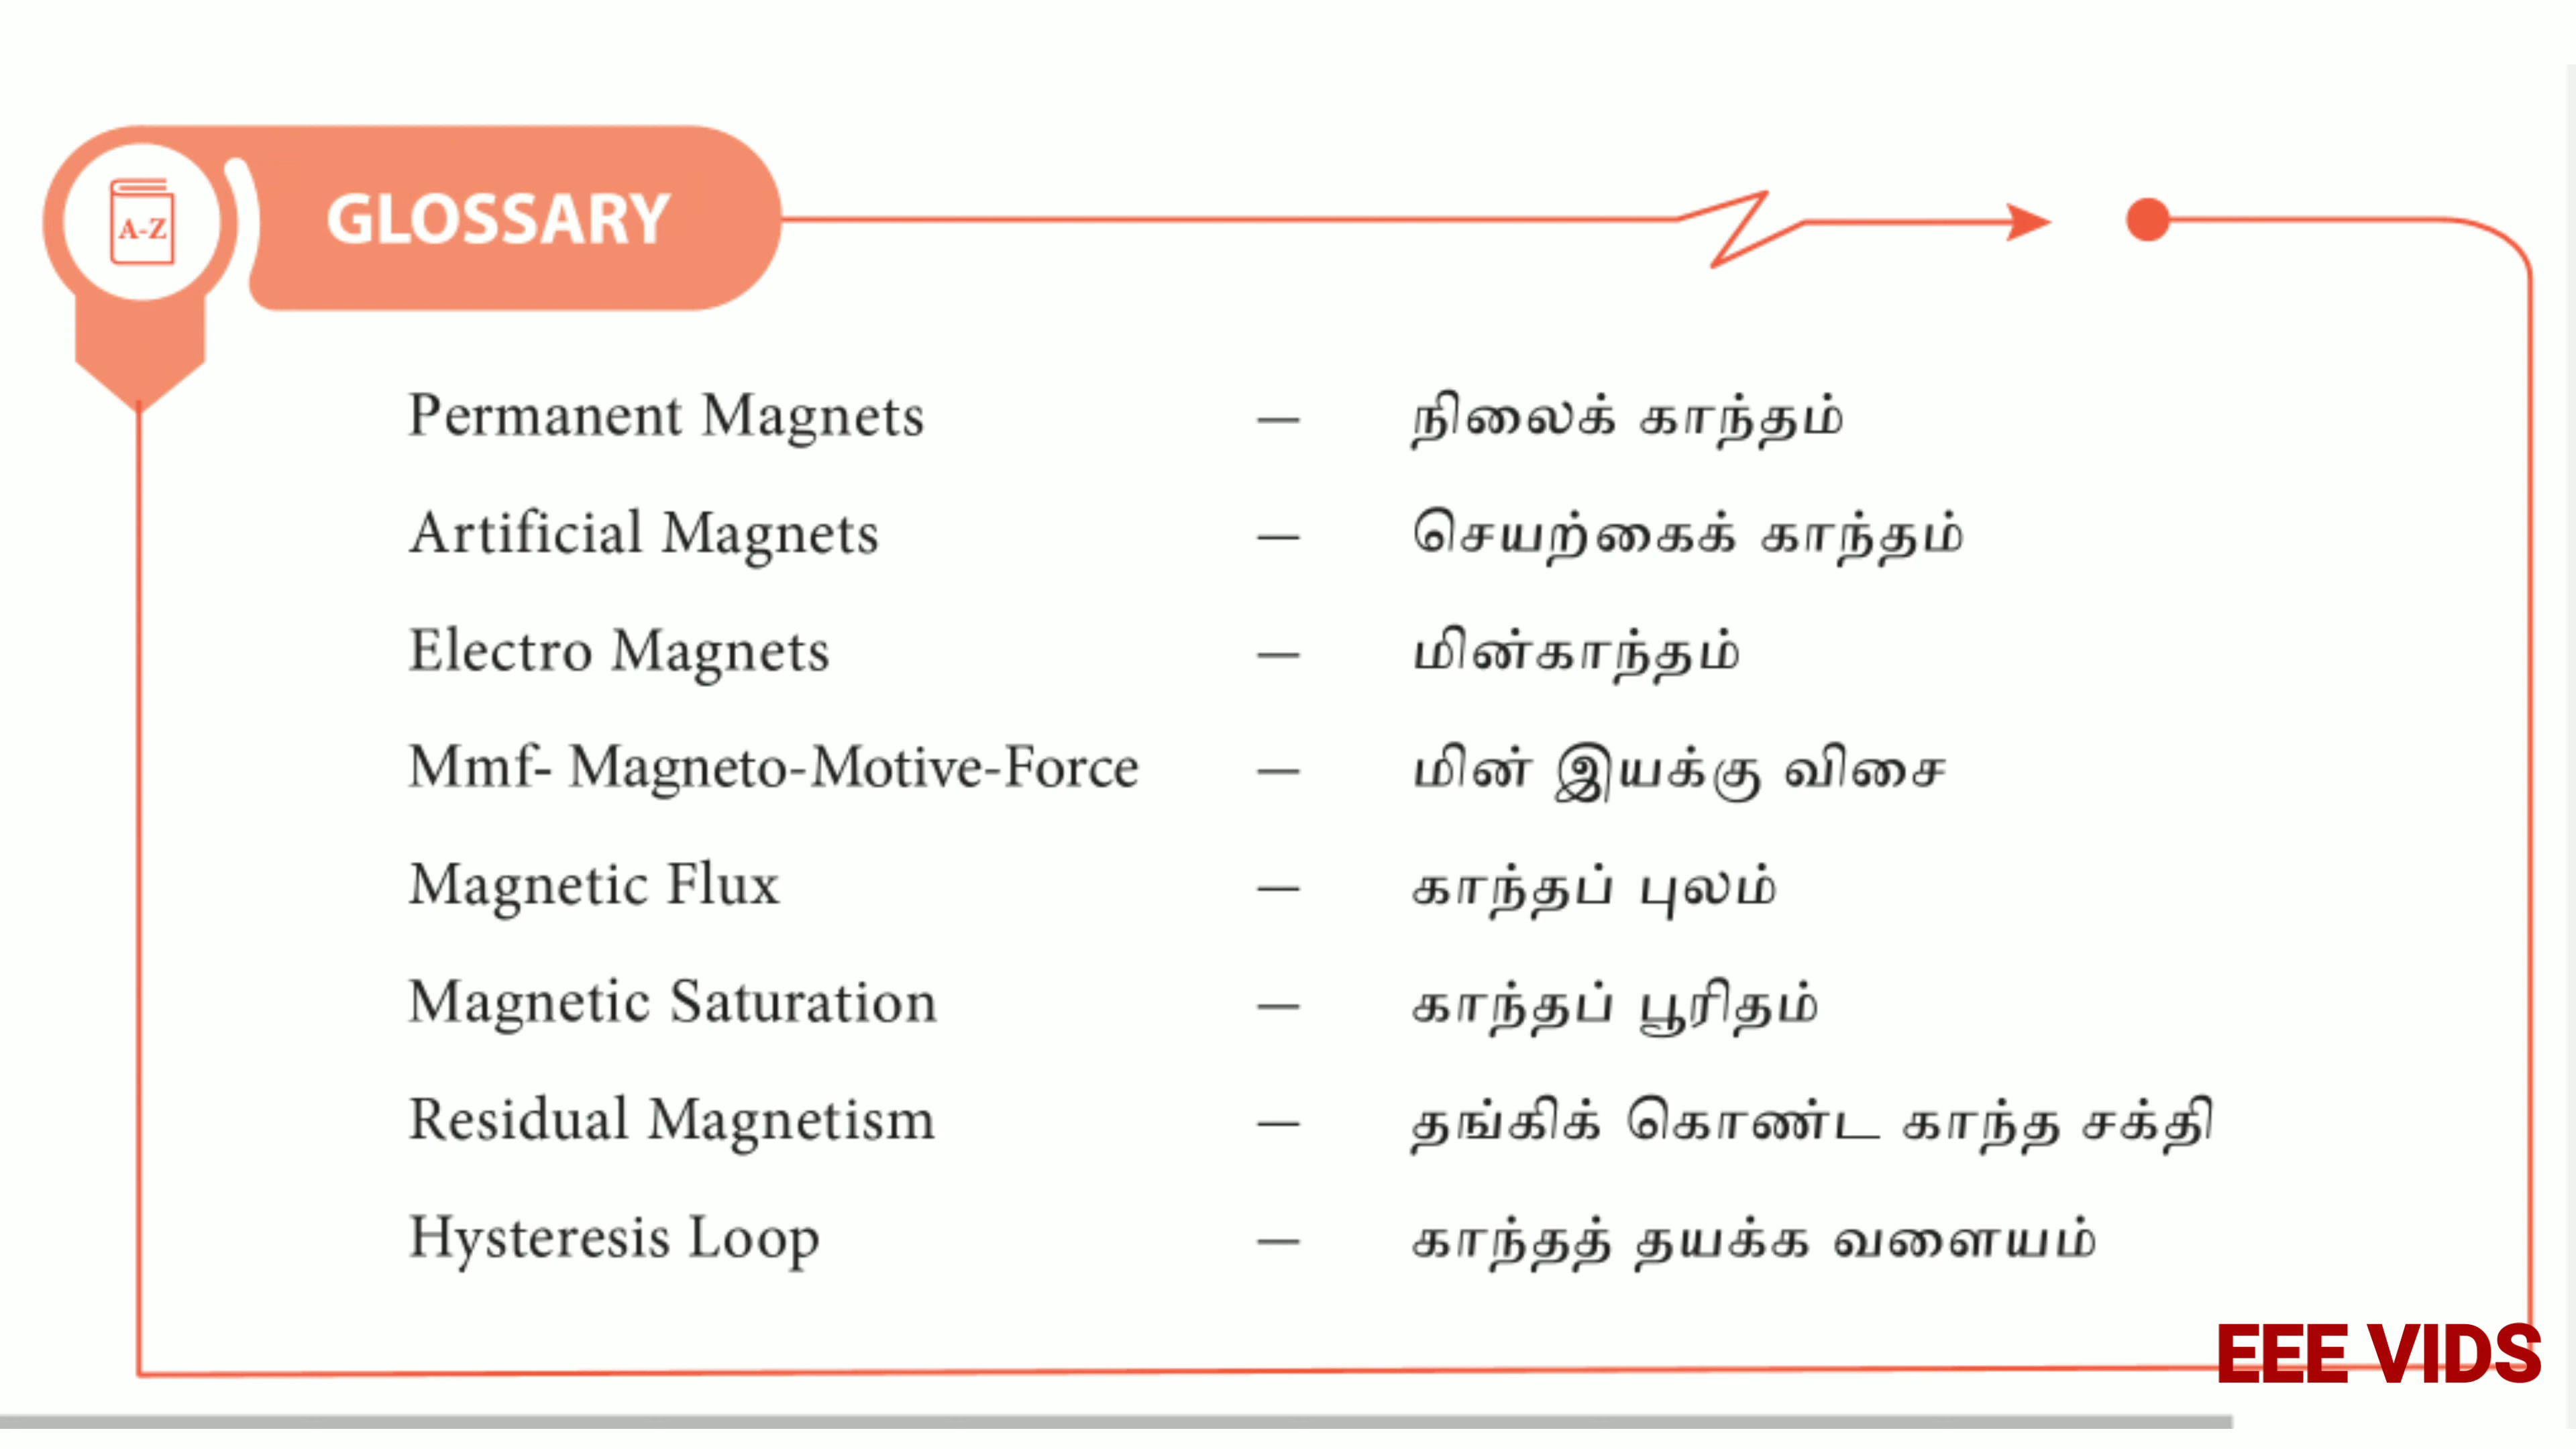 A-Z
GLOSSARY
Permanent Magnets — நிலைக் காந்தம்
Artificial Magnets — செயற்கைக் காந்தம்
Electro Magnets — மின்காந்தம்
Mmf- Magneto-Motive-Force — மின் இயக்கு விசை
Magnetic Flux — காந்தப் புலம்
Magnetic Saturation — காந்தப் பூரிதம்
Residual Magnetism — தங்கிக் கொண்ட காந்த சக்தி
Hysteresis Loop — காந்தத் தயக்க வளையம்
EEE VIDS